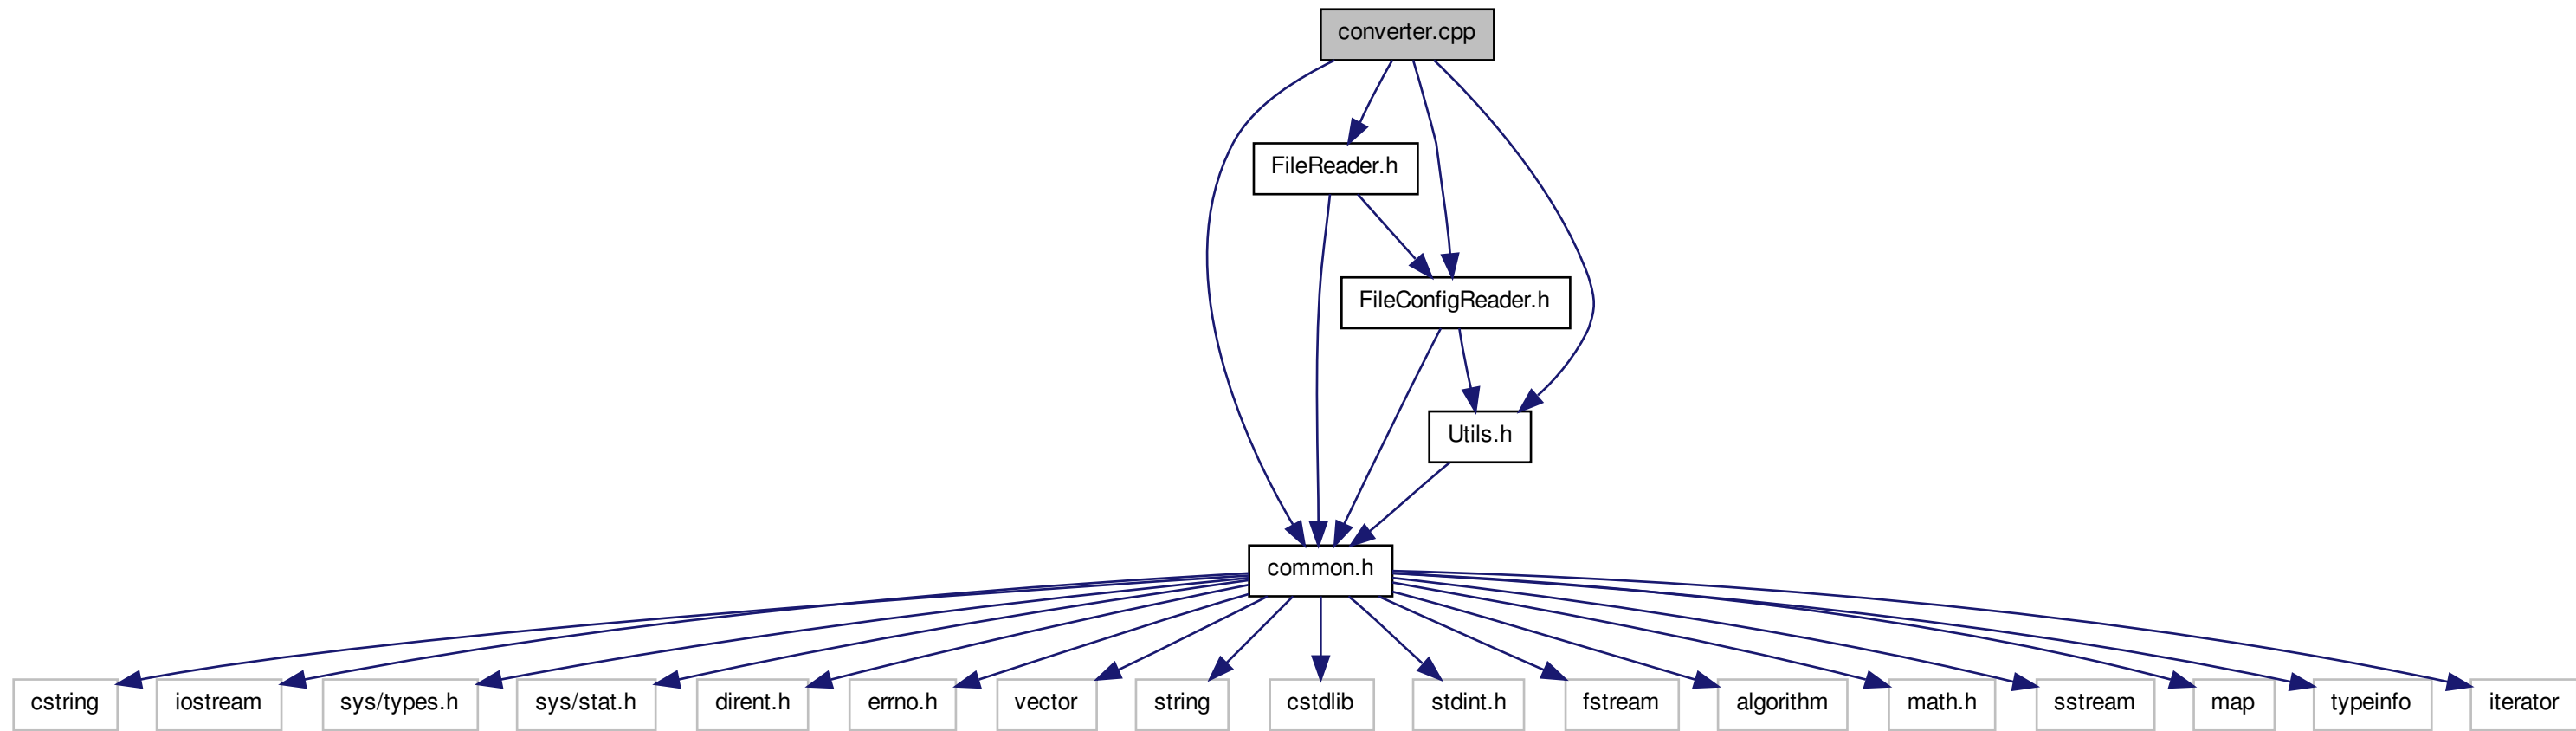 converter.cpp
FileReader.h
FileConfigReader.h
Utils.h
common.h
cstring
iostream
sys/types.h
sys/stat.h
dirent.h
errno.h
vector
string
cstdlib
stdint.h
fstream
algorithm
math.h
sstream
map
typeinfo
iterator